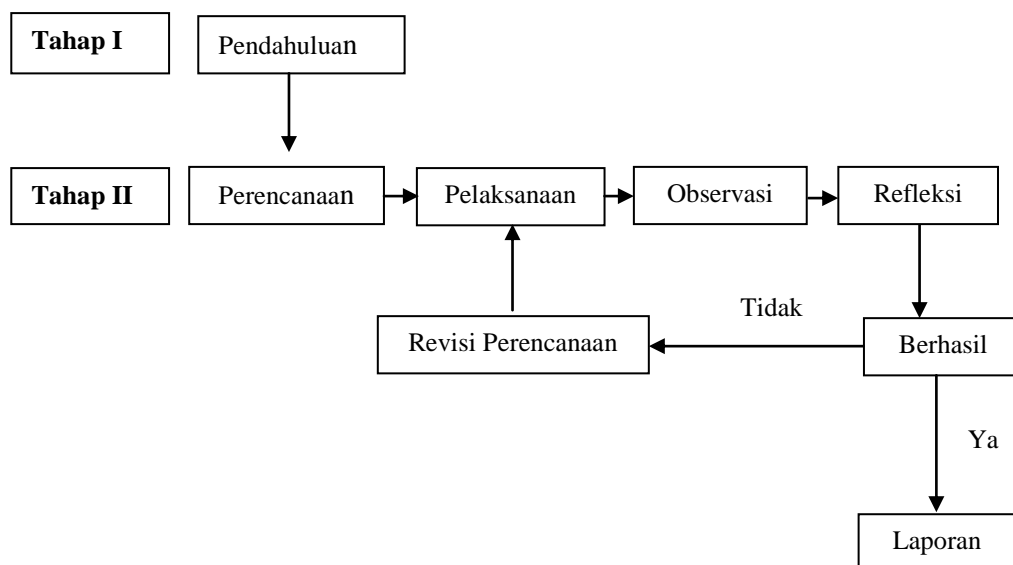 Tahap I
Pendahuluan
Tahap II
Perencanaan
Pelaksanaan
Observasi
Refleksi
Tidak
Revisi Perencanaan
Berhasil
Ya
Laporan